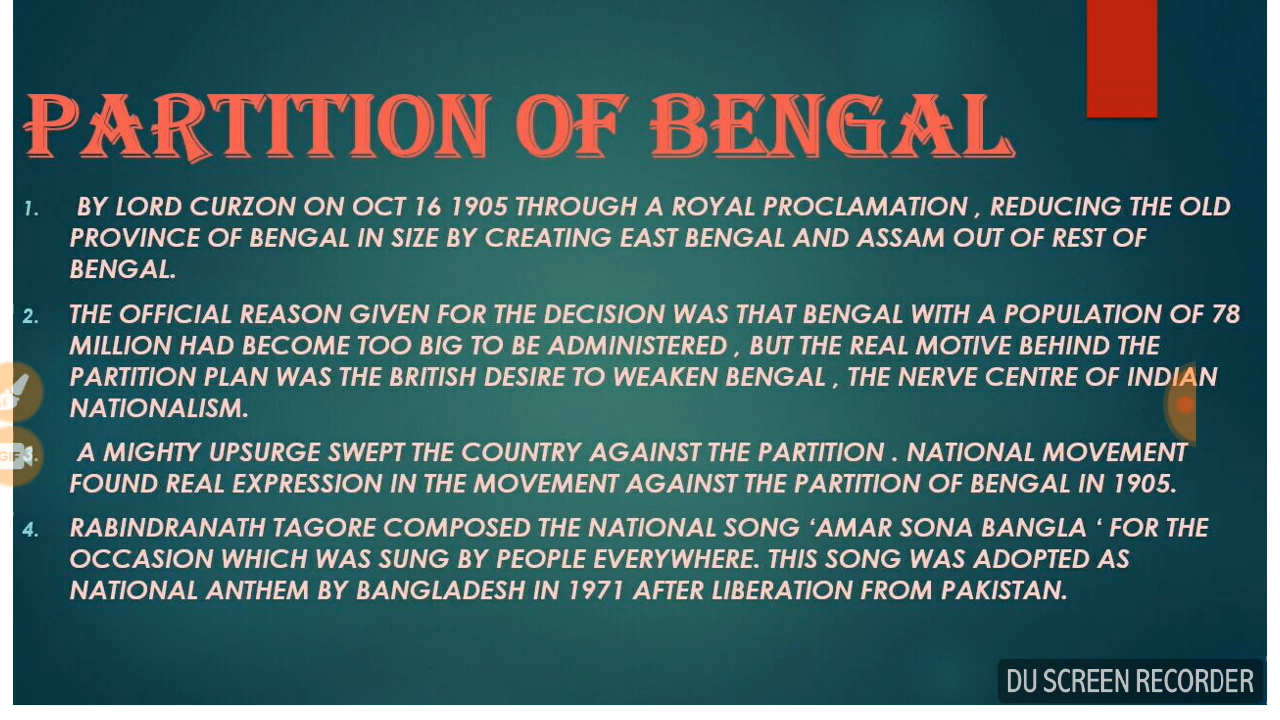 PARTITION OF BENGAL
1. BY LORD CURZON ON OCT 16 1905 THROUGH A ROYAL PROCLAMATION , REDUCING THE OLD
PROVINCE OF BENGAL IN SIZE BY CREATING EAST BENGAL AND ASSAM OUT OF REST OF
BENGAL.
2. THE OFFICIAL REASON GIVEN FOR THE DECISION WAS THAT BENGAL WITH A POPULATION OF 78
MILLION HAD BECOME TOO BIG TO BE ADMINISTERED , BUT THE REAL MOTIVE BEHIND THE
PARTITION PLAN WAS THE BRITISH DESIRE TO WEAKEN BENGAL , THE NERVE CENTRE OF INDIAN
NATIONALISM.
3. A MIGHTY UPSURGE SWEPT THE COUNTRY AGAINST THE PARTITION . NATIONAL MOVEMENT
FOUND REAL EXPRESSION IN THE MOVEMENT AGAINST THE PARTITION OF BENGAL IN 1905.
4. RABINDRANATH TAGORE COMPOSED THE NATIONAL SONG ‘AMAR SONA BANGLA ‘ FOR THE
OCCASION WHICH WAS SUNG BY PEOPLE EVERYWHERE. THIS SONG WAS ADOPTED AS
NATIONAL ANTHEM BY BANGLADESH IN 1971 AFTER LIBERATION FROM PAKISTAN.
GIF
DU SCREEN RECORDER